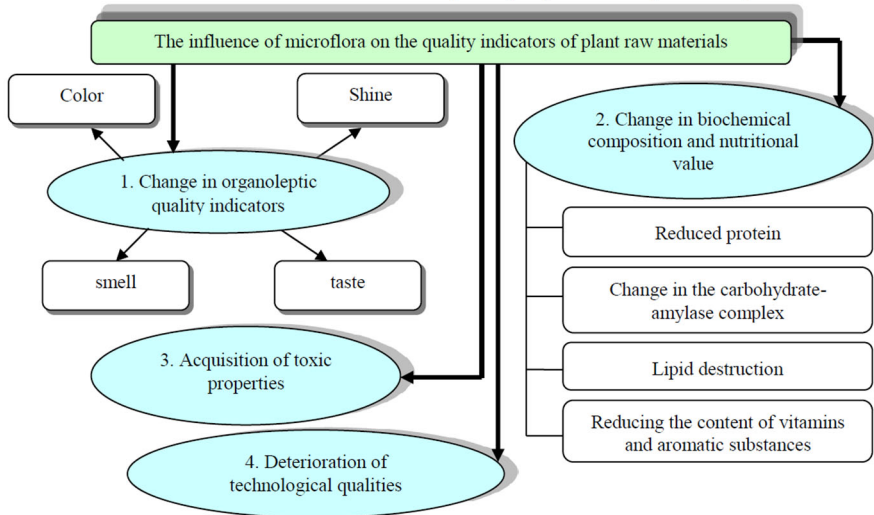 The influence of microflora on the quality indicators of plant raw materials
Color
Shine
1. Change in organoleptic
quality indicators
smell
taste
2. Change in biochemical
composition and nutritional
value
Reduced protein
Change in the carbohydrate-
amylase complex
Lipid destruction
Reducing the content of vitamins
and aromatic substances
3. Acquisition of toxic
properties
4. Deterioration of
technological qualities